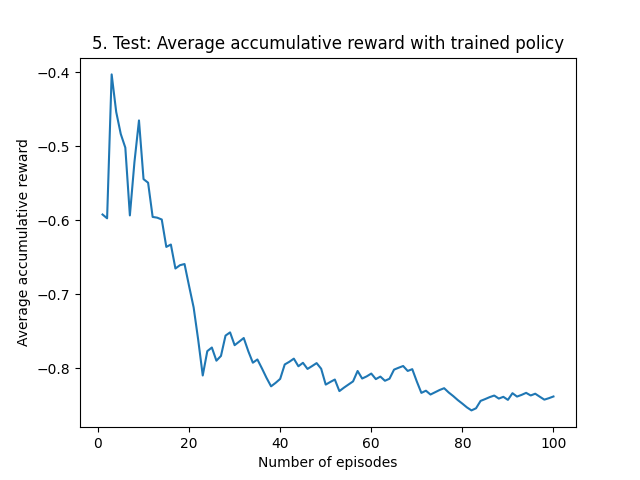 5. Test: Average accumulative reward with trained policy
−0.4
−0.5
−0.6
−0.7
−0.8
Average accumulative reward
0 20 40 60 80 100
Number of episodes